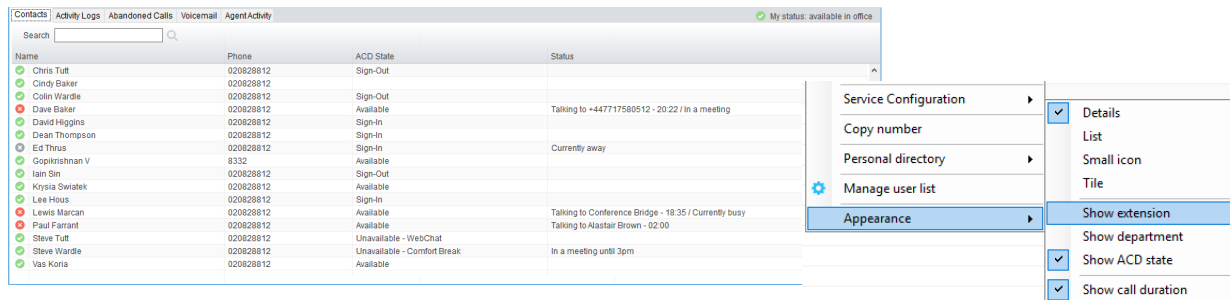 Contacts Activity Logs Abandoned Calls Voicemail Agent Activity My status: available in office
Search
Name Phone ACD State Status
Chris Tutt 020828812 Sign-Out
Cindy Baker 020828812
Colin Wardle 020828812 Sign-Out
Dave Baker 020828812 Available Talking to +447717580512 - 20:22 / In a meeting
David Higgins 020828812 Sign-In
Dean Thompson 020828812 Sign-In
Ed Thrus 020828812 Sign-In Currently away
Gopikrishnan V 8332 Available
Iain Sin 020828812 Sign-Out
Krysia Swiatek 020828812 Available
Lee Hous 020828812 Sign-In
Lewis Marcan 020828812 Available Talking to Conference Bridge - 18:35 / Currently busy
Paul Farrant 020828812 Available Talking to Alastair Brown - 02:00
Steve Tutt 020828812 Unavailable - WebChat
Steve Wardle 020828812 Unavailable - Comfort Break In a meeting until 3pm
Vas Koria 020828812 Available
Service Configuration
Copy number
Personal directory
Manage user list
Appearance
Details
List
Small icon
Tile
Show extension
Show department
Show ACD state
Show call duration